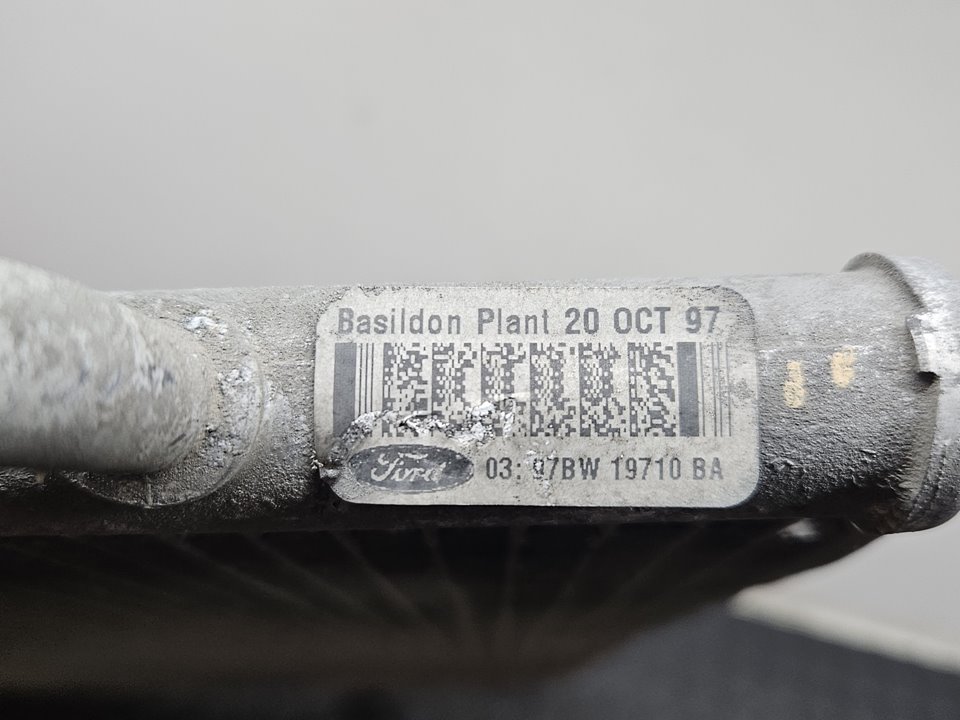 Basildon Plant 20 OCT 97
Ford 03: 97BW 19710 BA